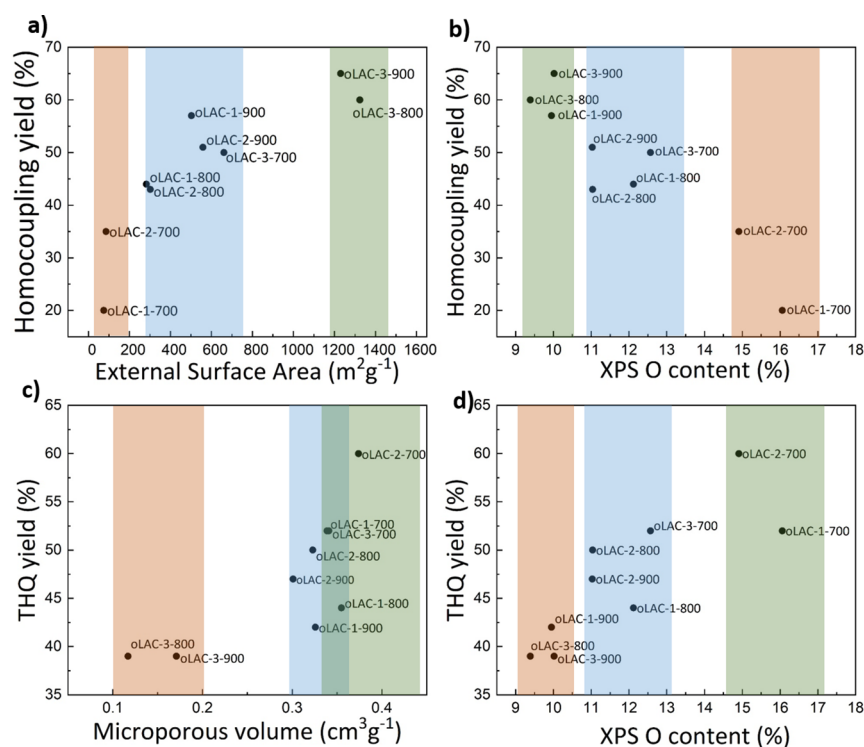 a)
Homocoupling yield (%)
70
60
50
40
30
20
oLAC-3-900
oLAC-3-800
oLAC-1-900
oLAC-2-900
oLAC-3-700
oLAC-1-800
oLAC-2-800
oLAC-2-700
oLAC-1-700
0 200 400 600 800 1000 1200 1400 1600
External Surface Area (m²g⁻¹)
b)
Homocoupling yield (%)
70
60
50
40
30
20
oLAC-3-900
oLAC-3-800
oLAC-1-900
oLAC-2-900
oLAC-3-700
oLAC-1-800
oLAC-2-800
oLAC-2-700
oLAC-1-700
9 10 11 12 13 14 15 16 17 18
XPS O content (%)
c)
THQ yield (%)
65
60
55
50
45
40
35
oLAC-2-700
oLAC-1-700
oLAC-3-700
oLAC-2-800
oLAC-2-900
oLAC-1-800
oLAC-1-900
oLAC-3-800
oLAC-3-900
0.1 0.2 0.3 0.4
Microporous volume (cm³g⁻¹)
d)
THQ yield (%)
65
60
55
50
45
40
35
oLAC-2-700
oLAC-3-700
oLAC-1-700
oLAC-2-800
oLAC-2-900
oLAC-1-800
oLAC-1-900
oLAC-3-800
oLAC-3-900
9 10 11 12 13 14 15 16 17 18
XPS O content (%)